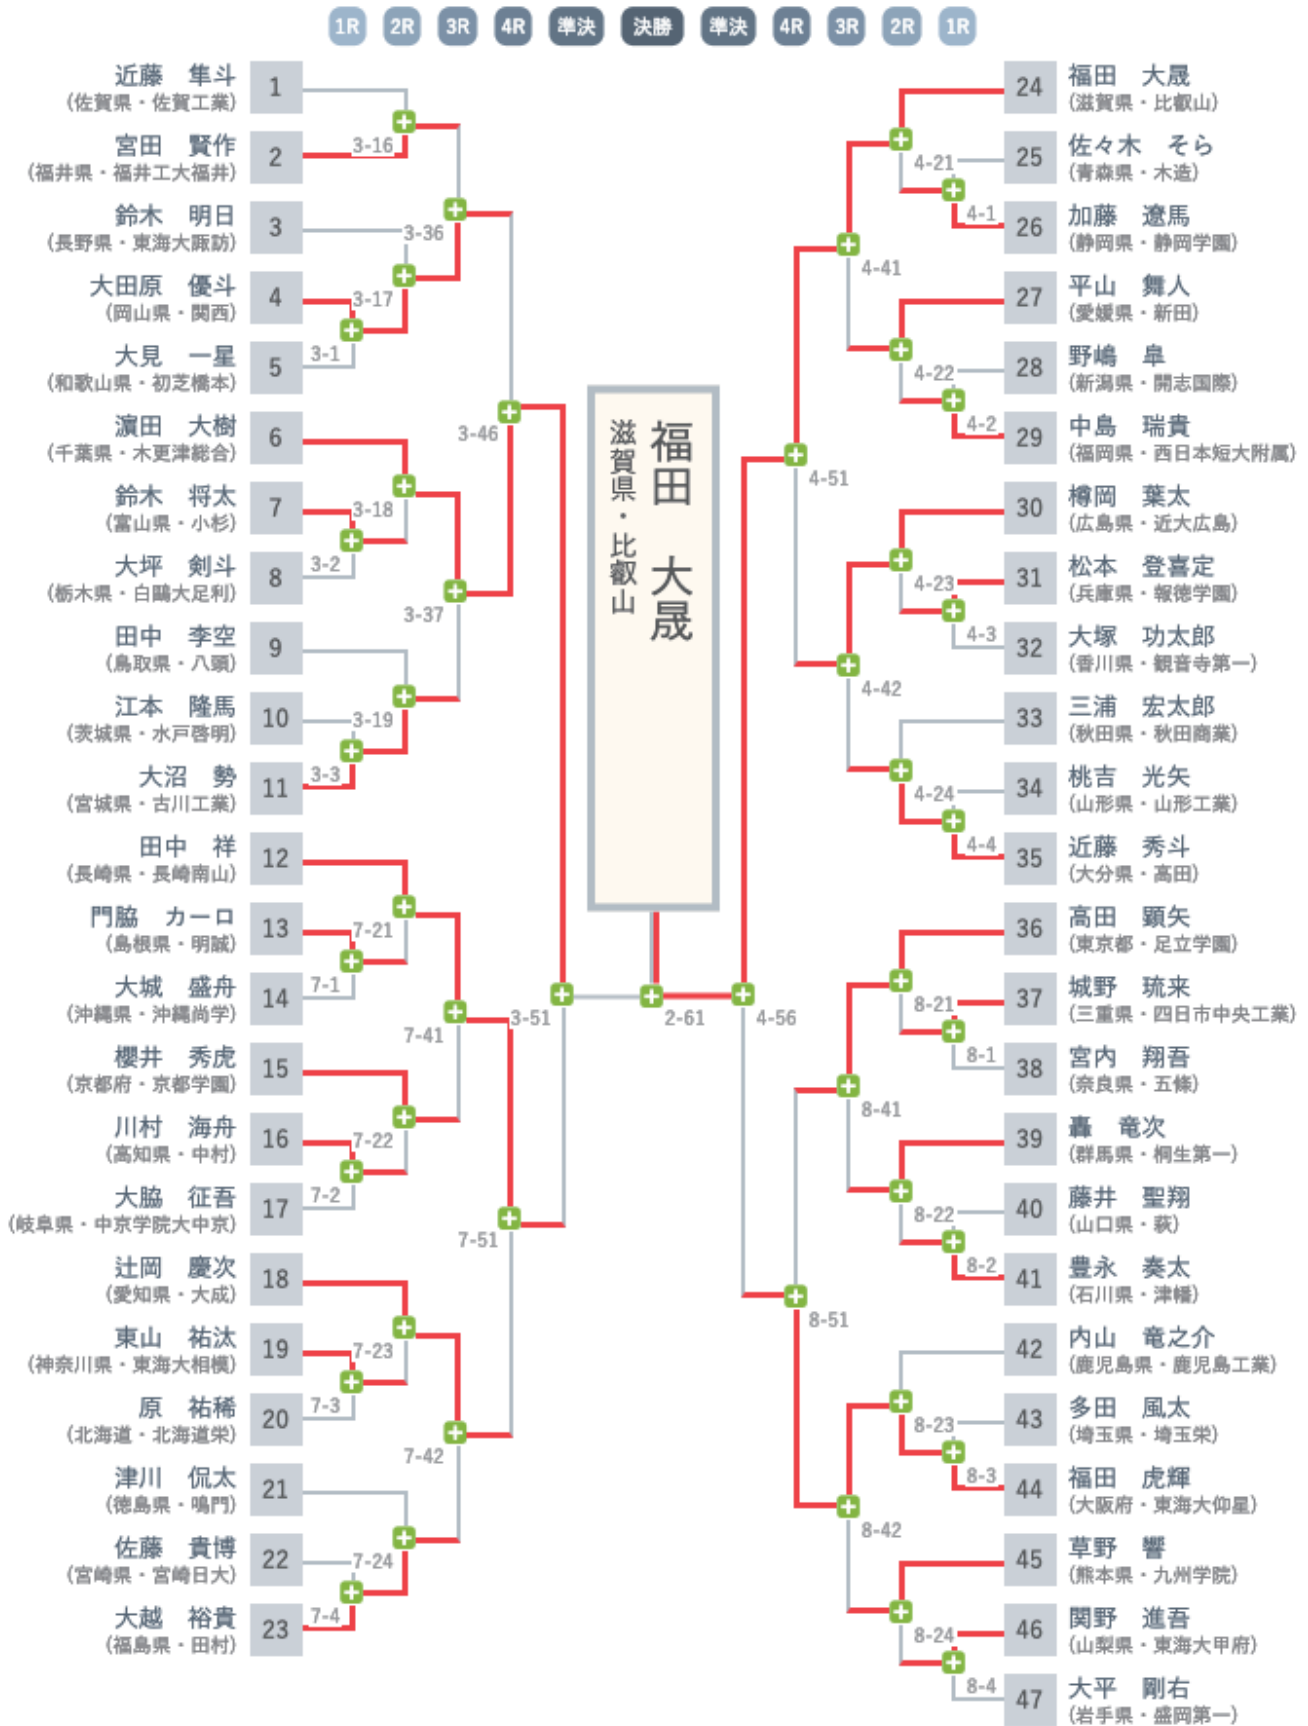 1R 2R 3R 4R 準決 決勝 準決 4R 3R 2R 1R
近藤 隼斗
(佐賀県・佐賀工業)
1
宮田 賢作
(福井県・福井工大福井)
2
鈴木 明日
(長野県・東海大諏訪)
3
大田原 優斗
(岡山県・関西)
4
大見 一星
(和歌山県・初芝橋本)
5
濵田 大樹
(千葉県・木更津総合)
6
鈴木 将太
(富山県・小杉)
7
大坪 剣斗
(栃木県・白鷗大足利)
8
田中 李空
(鳥取県・八頭)
9
江本 隆馬
(茨城県・水戸啓明)
10
大沼 勢
(宮城県・古川工業)
11
田中 祥
(長崎県・長崎南山)
12
門脇 カーロ
(島根県・明誠)
13
大城 盛舟
(沖縄県・沖縄尚学)
14
櫻井 秀虎
(京都府・京都学園)
15
川村 海舟
(高知県・中村)
16
大脇 征吾
(岐阜県・中京学院大中京)
17
辻岡 慶次
(愛知県・大成)
18
東山 祐汰
(神奈川県・東海大相模)
19
原 祐稀
(北海道・北海道栄)
20
津川 侃太
(徳島県・鳴門)
21
佐藤 貴博
(宮崎県・宮崎日大)
22
大越 裕貴
(福島県・田村)
23
3-16
3-36
3-17
3-1
3-46
3-18
3-2
3-37
3-19
3-3
7-21
7-1
3-51
7-41
7-22
7-2
7-51
7-23
7-3
7-42
7-24
7-4
福田 大晟
滋賀県・比叡山
2-61
4-21
4-1
4-41
4-22
4-2
4-51
4-23
4-3
4-42
4-24
4-4
4-56
8-21
8-1
8-41
8-22
8-2
8-51
8-23
8-3
8-42
8-24
8-4
24
福田 大晟
(滋賀県・比叡山)
25
佐々木 そら
(青森県・木造)
26
加藤 遼馬
(静岡県・静岡学園)
27
平山 舞人
(愛媛県・新田)
28
野嶋 皐
(新潟県・開志国際)
29
中島 瑞貴
(福岡県・西日本短大附属)
30
樽岡 葉太
(広島県・近大広島)
31
松本 登喜定
(兵庫県・報徳学園)
32
大塚 功太郎
(香川県・観音寺第一)
33
三浦 宏太郎
(秋田県・秋田商業)
34
桃吉 光矢
(山形県・山形工業)
35
近藤 秀斗
(大分県・高田)
36
高田 顕矢
(東京都・足立学園)
37
城野 琉来
(三重県・四日市中央工業)
38
宮内 翔吾
(奈良県・五條)
39
轟 竜次
(群馬県・桐生第一)
40
藤井 聖翔
(山口県・萩)
41
豊永 奏太
(石川県・津幡)
42
内山 竜之介
(鹿児島県・鹿児島工業)
43
多田 風太
(埼玉県・埼玉栄)
44
福田 虎輝
(大阪府・東海大仰星)
45
草野 響
(熊本県・九州学院)
46
関野 進吾
(山梨県・東海大甲府)
47
大平 剛右
(岩手県・盛岡第一)